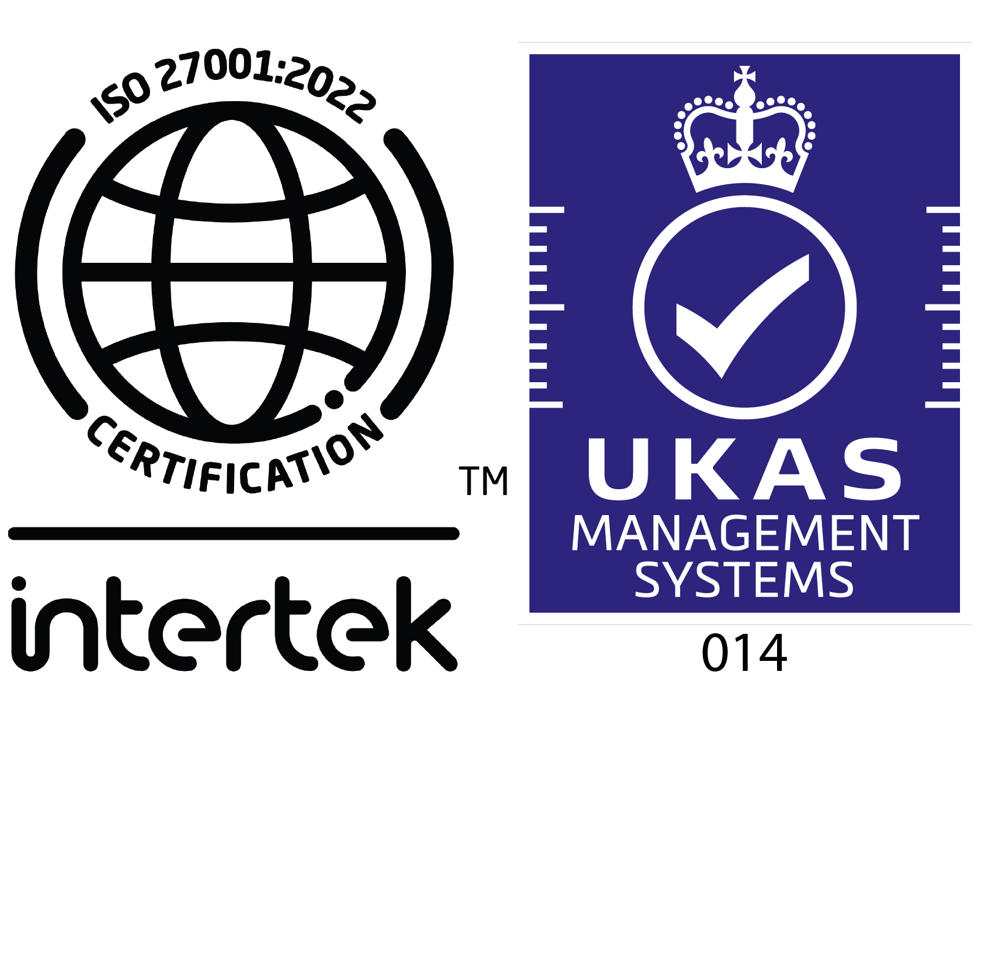 ISO 27001:2022
CERTIFICATION
TM
intertek
UKAS
MANAGEMENT
SYSTEMS
014